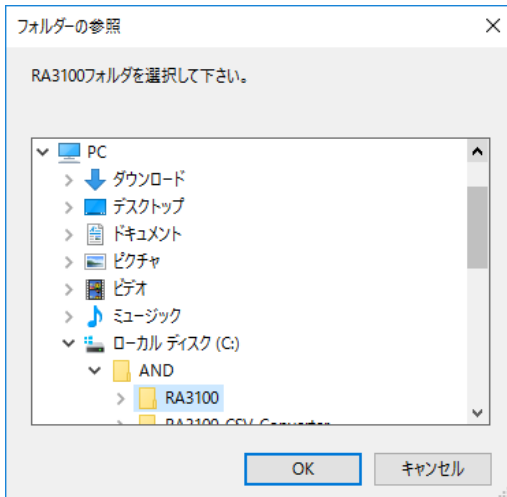 フォルダーの参照
RA3100フォルダを選択して下さい。
PC
ダウンロード
デスクトップ
ドキュメント
ピクチャ
ビデオ
ミュージック
ローカル ディスク (C:)
AND
RA3100
RA3100 CSV Converter
OK
キャンセル